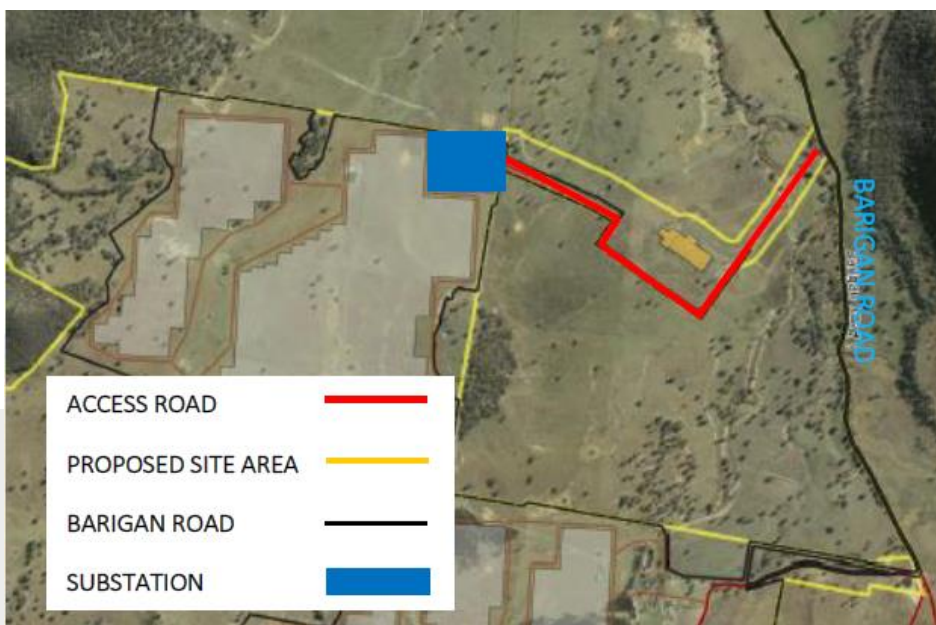 BARIGAN ROAD
ACCESS ROAD
PROPOSED SITE AREA
BARIGAN ROAD
SUBSTATION